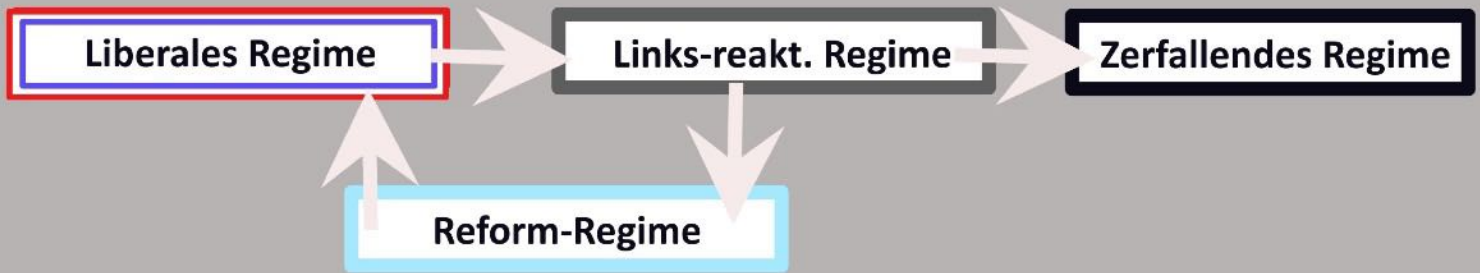 Liberales Regime
Links-reakt. Regime
Zerfallendes Regime
Reform-Regime